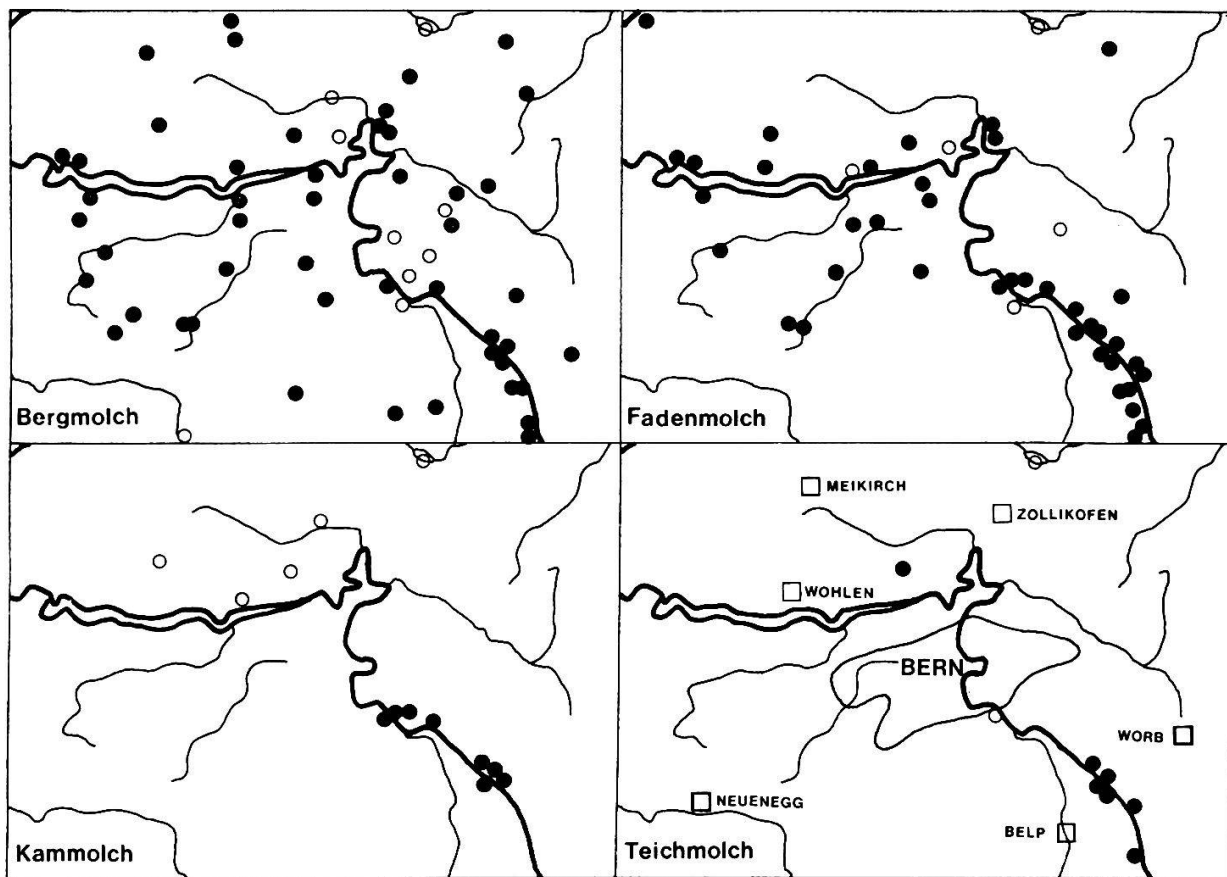 Bergmolch
Fadenmolch
MEIKIRCH
ZOLLIKOFEN
WOHLEN
BERN
WORB
NEUENEGG
BELP
Kammolch
Teichmolch